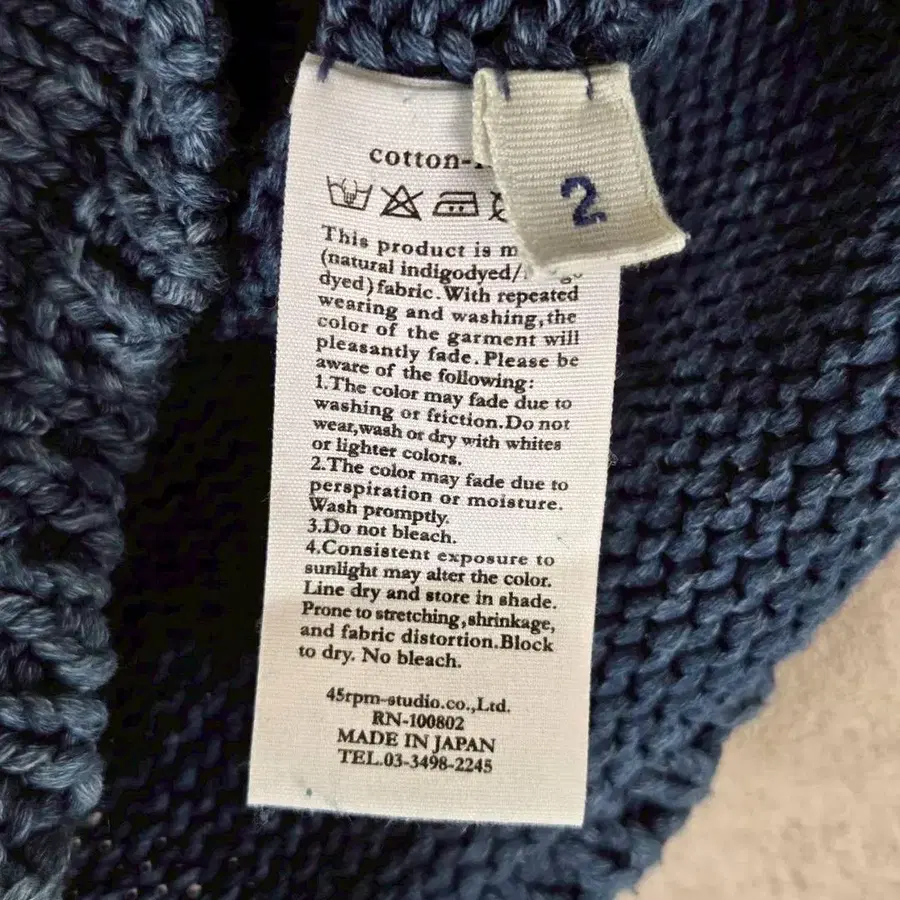 cotton-
2
This product is
(natural indigodyed/
dyed)fabric.With repeated
wearing and washing,the
color of the garment will
pleasantly fade.Please be
aware of the following:
1.The color may fade due to
washing or friction.Do not
wear,wash or dry with whites
or lighter colors.
2.The color may fade due to
perspiration or moisture.
Wash promptly.
3.Do not bleach.
4.Consistent exposure to
sunlight may alter the color.
Line dry and store in shade.
Prone to stretching,shrinkage,
and fabric distortion.Block
to dry. No bleach.
45rpm-studio.co.,Ltd.
RN-100802
MADE IN JAPAN
TEL.03-3498-2245